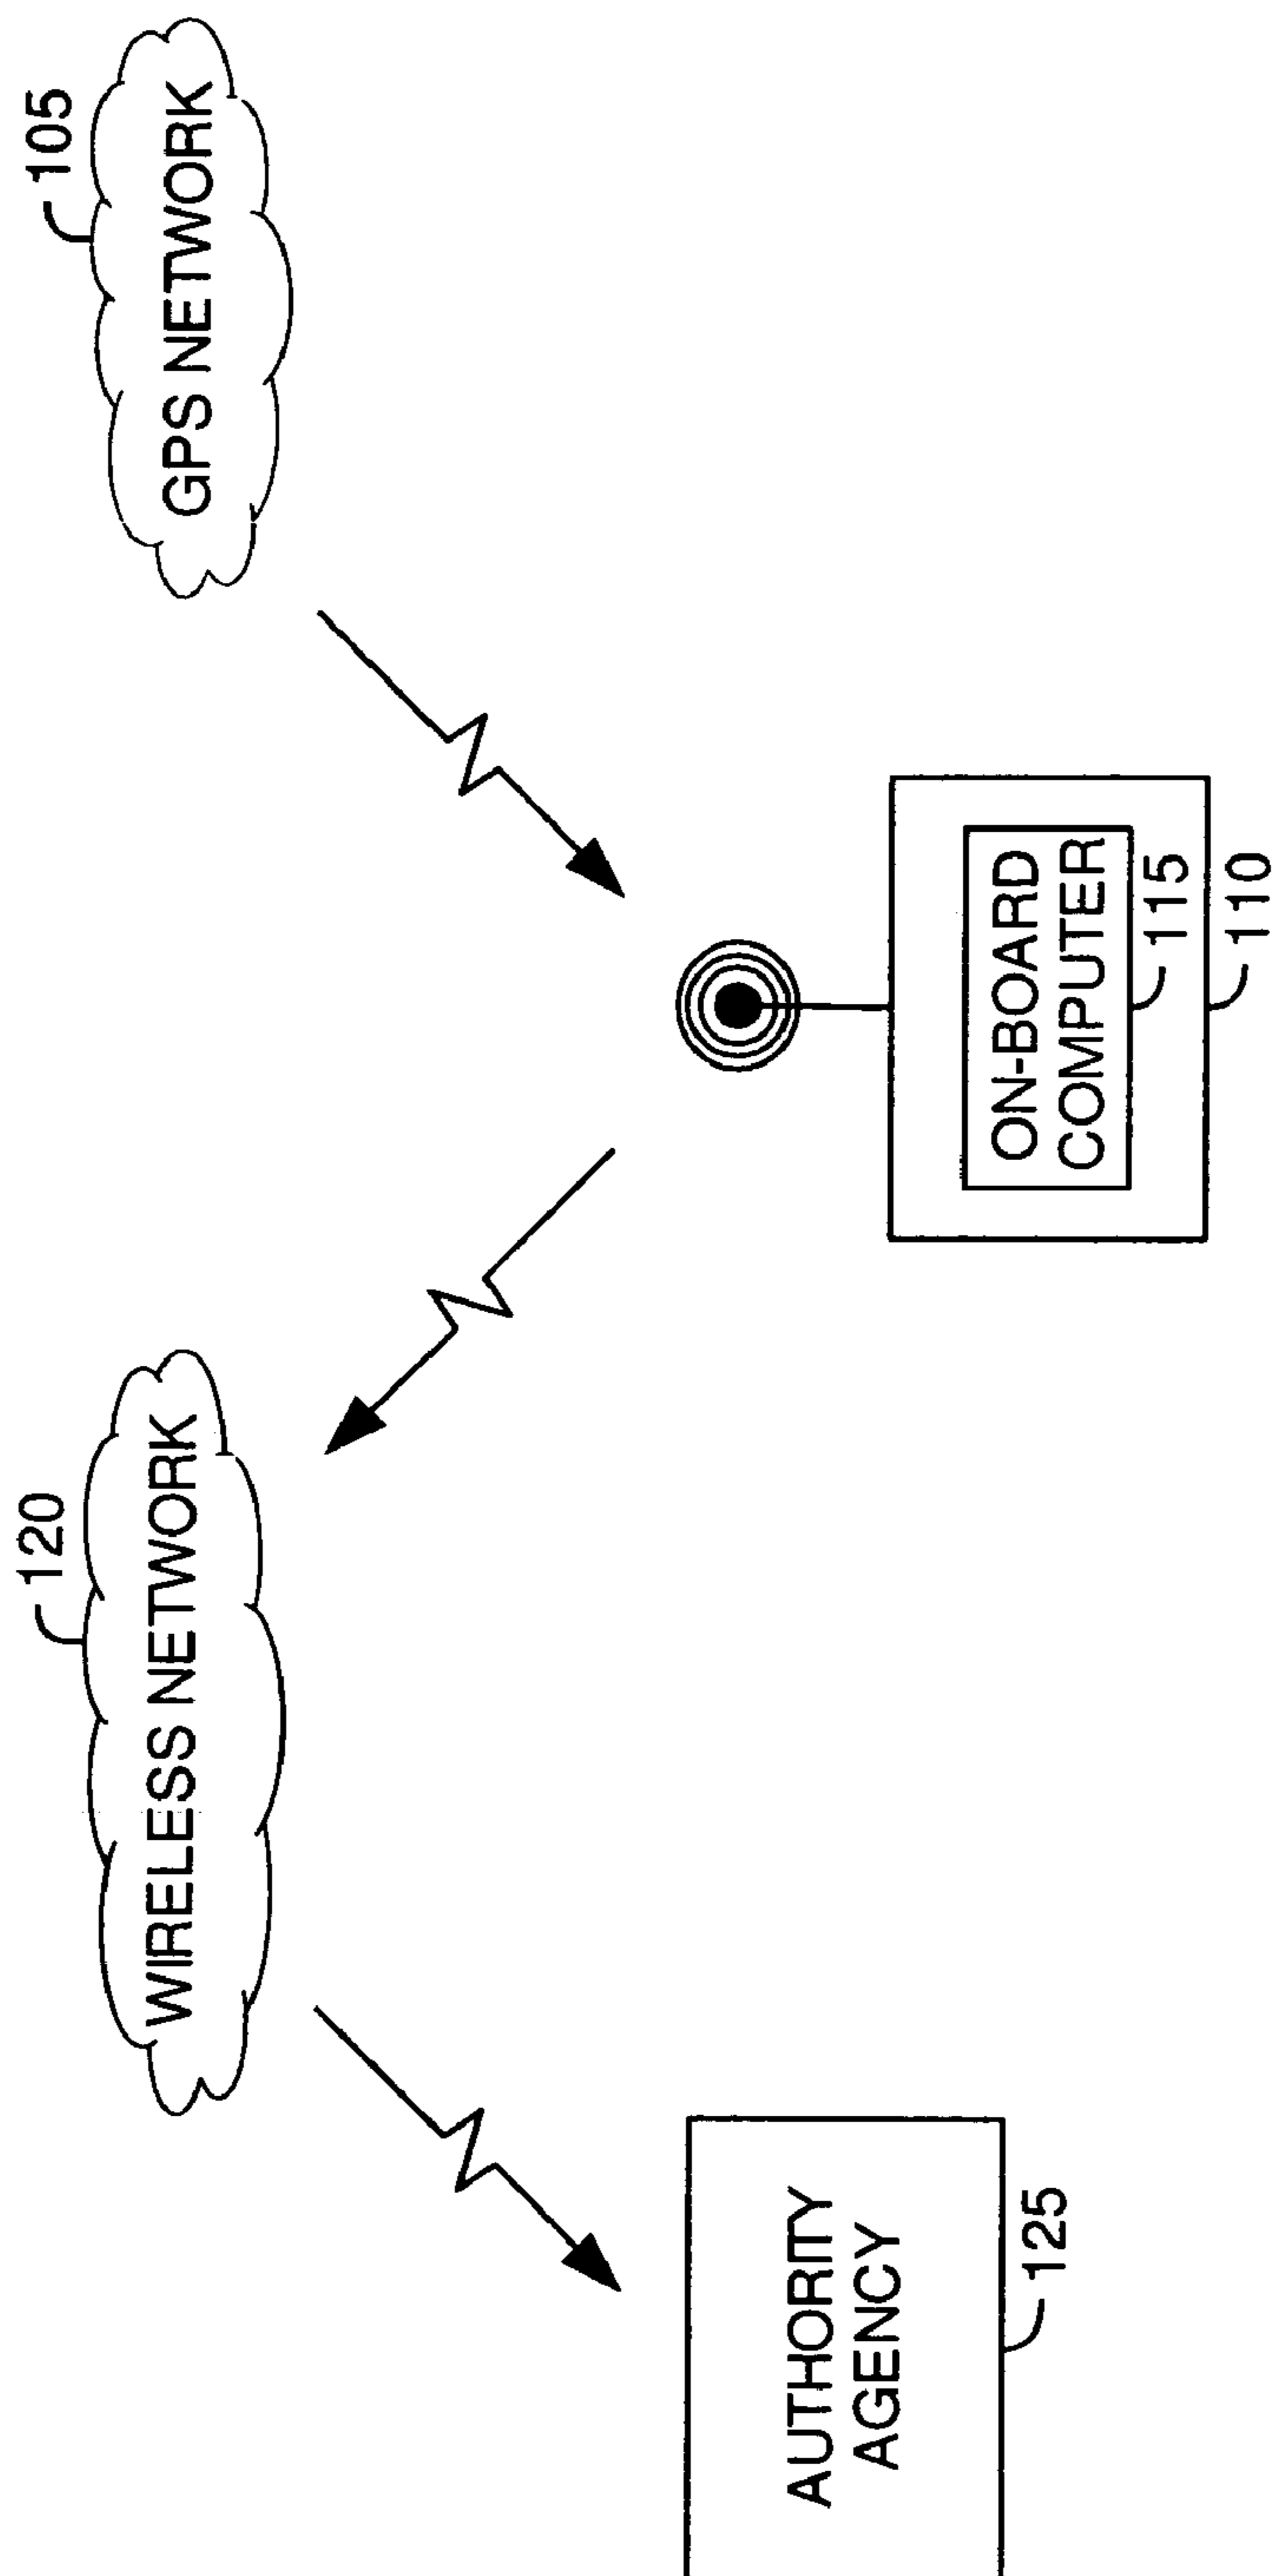 120
WIRELESS NETWORK
105
GPS NETWORK
AUTHORITY
AGENCY
125
ON-BOARD
COMPUTER
115
110